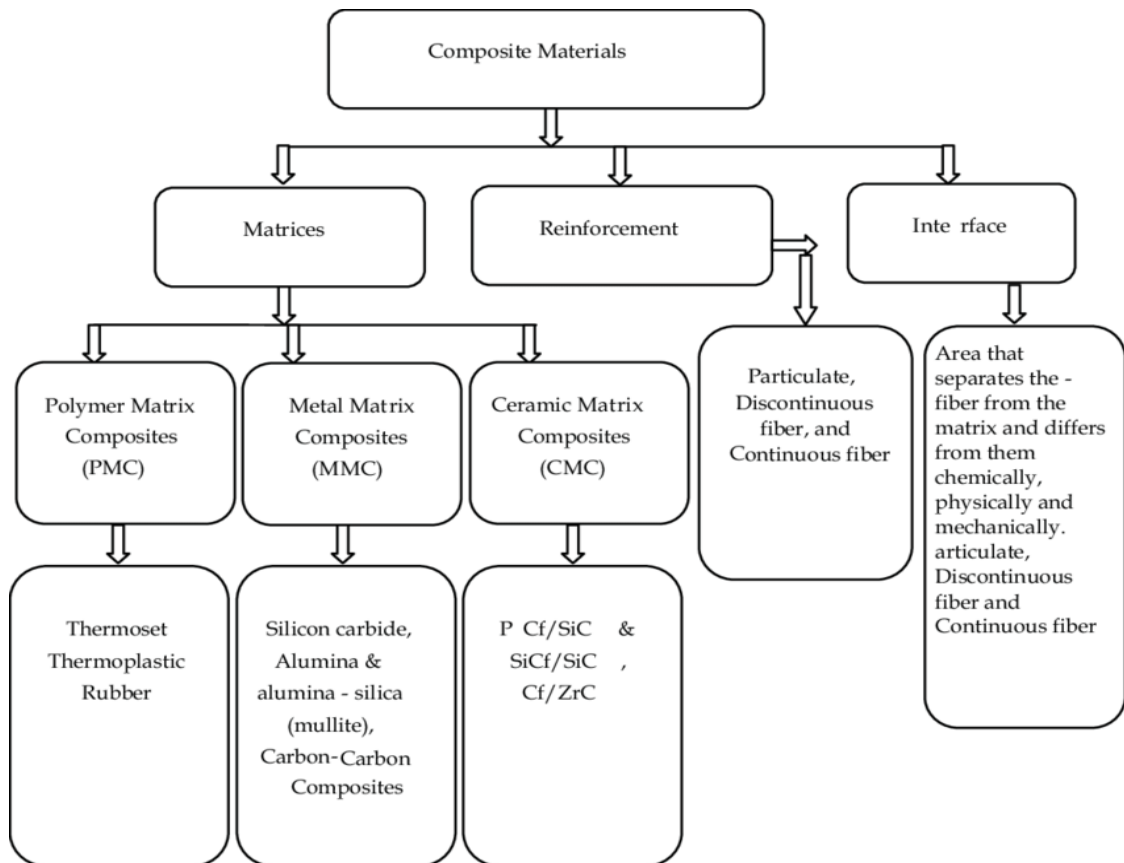 Composite Materials
Matrices
Reinforcement
Inte rface
Polymer Matrix
Composites
(PMC)
Metal Matrix
Composites
(MMC)
Ceramic Matrix
Composites
(CMC)
Particulate,
Discontinuous
fiber, and
Continuous fiber
Area that
separates the -
fiber from the
matrix and differs
from them
chemically,
physically and
mechanically.
articulate,
Discontinuous
fiber and
Continuous fiber
Thermoset
Thermoplastic
Rubber
Silicon carbide,
Alumina &
alumina - silica
(mullite),
Carbon-Carbon
Composites
P Cf/SiC &
SiCf/SiC ,
Cf/ZrC